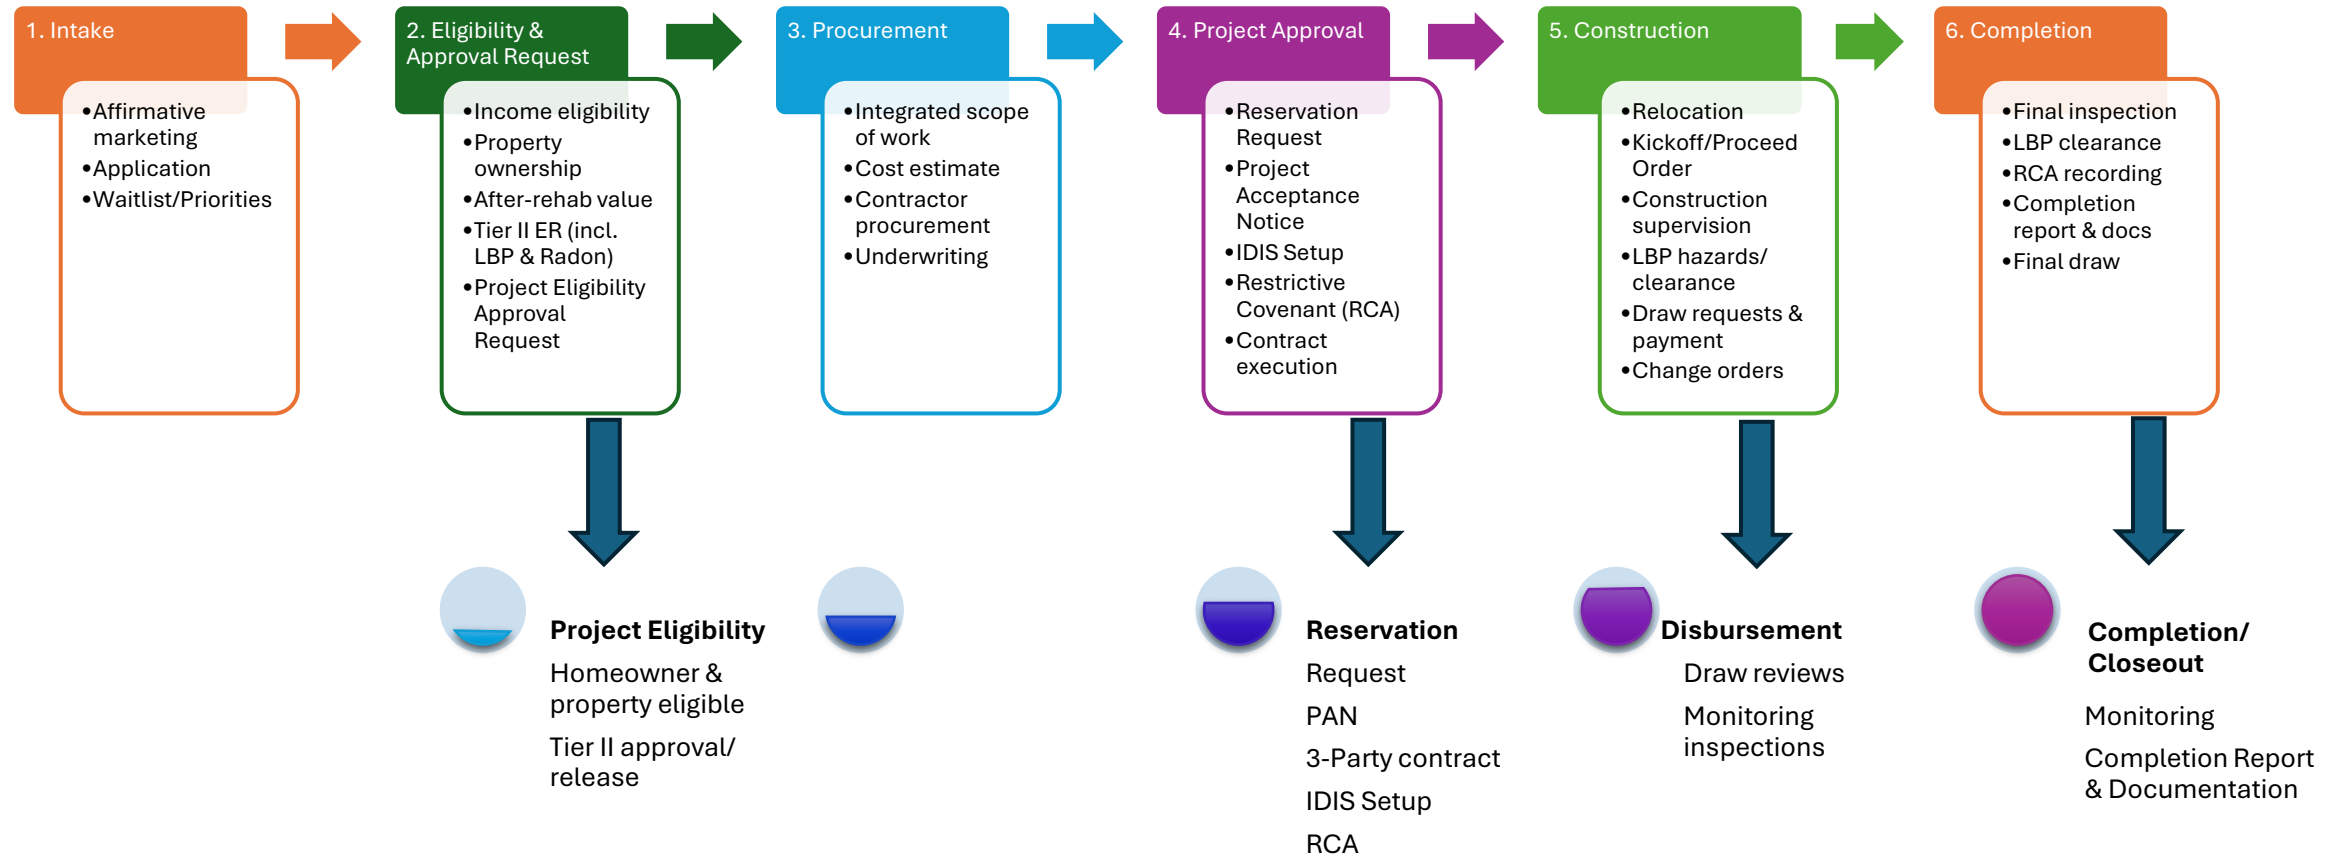 1. Intake
•Affirmative
marketing
•Application
•Waitlist/Priorities
2. Eligibility &
Approval Request
•Income eligibility
•Property
ownership
•After-rehab value
•Tier II ER (incl.
LBP & Radon)
•Project Eligibility
Approval
Request
3. Procurement
•Integrated scope
of work
•Cost estimate
•Contractor
procurement
•Underwriting
4. Project Approval
•Reservation
Request
•Project
Acceptance
Notice
•IDIS Setup
•Restrictive
Covenant (RCA)
•Contract
execution
5. Construction
•Relocation
•Kickoff/Proceed
Order
•Construction
supervision
•LBP hazards/
clearance
•Draw requests &
payment
•Change orders
6. Completion
•Final inspection
•LBP clearance
•RCA recording
•Completion
report & docs
•Final draw
Project Eligibility
Homeowner &
property eligible
Tier II approval/
release
Reservation
Request
PAN
3-Party contract
IDIS Setup
RCA
Disbursement
Draw reviews
Monitoring
inspections
Completion/
Closeout
Monitoring
Completion Report
& Documentation